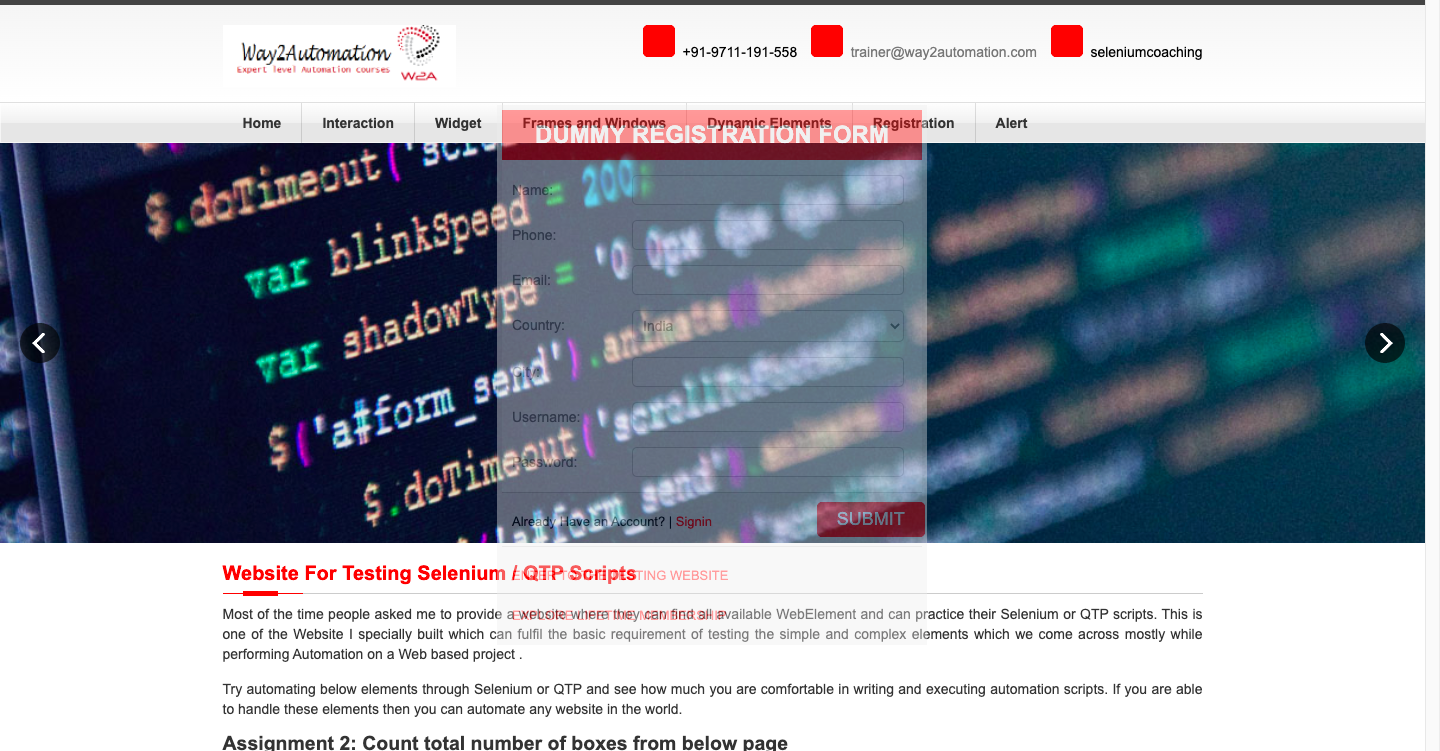 Way2Automation
Expert level Automation courses
W2A
+91-9711-191-558
trainer@way2automation.com
seleniumcoaching
Home
Interaction
Widget
Frames and Windows
Dynamic Elements
Registration
Alert
DUMMY REGISTRATION FORM
Name:
Phone:
Email:
Country:
India
City:
Username:
Password:
Already Have an Account? | Signin
SUBMIT
$.doTimeout('scro
var blinkSpeed = 200;
var shadowType = '0 0px 0px 0px
$('a#form_send').animate
$.doTimeout('scrollto
'a#form_send'
Website For Testing Selenium / QTP Scripts
ENTER TO THE TESTING WEBSITE
EXPLORE LIFETIME MEMBERSHIP
Most of the time people asked me to provide a website where they can find all available WebElement and can practice their Selenium or QTP scripts. This is
one of the Website I specially built which can fulfil the basic requirement of testing the simple and complex elements which we come across mostly while
performing Automation on a Web based project .
Try automating below elements through Selenium or QTP and see how much you are comfortable in writing and executing automation scripts. If you are able
to handle these elements then you can automate any website in the world.
Assignment 2: Count total number of boxes from below page